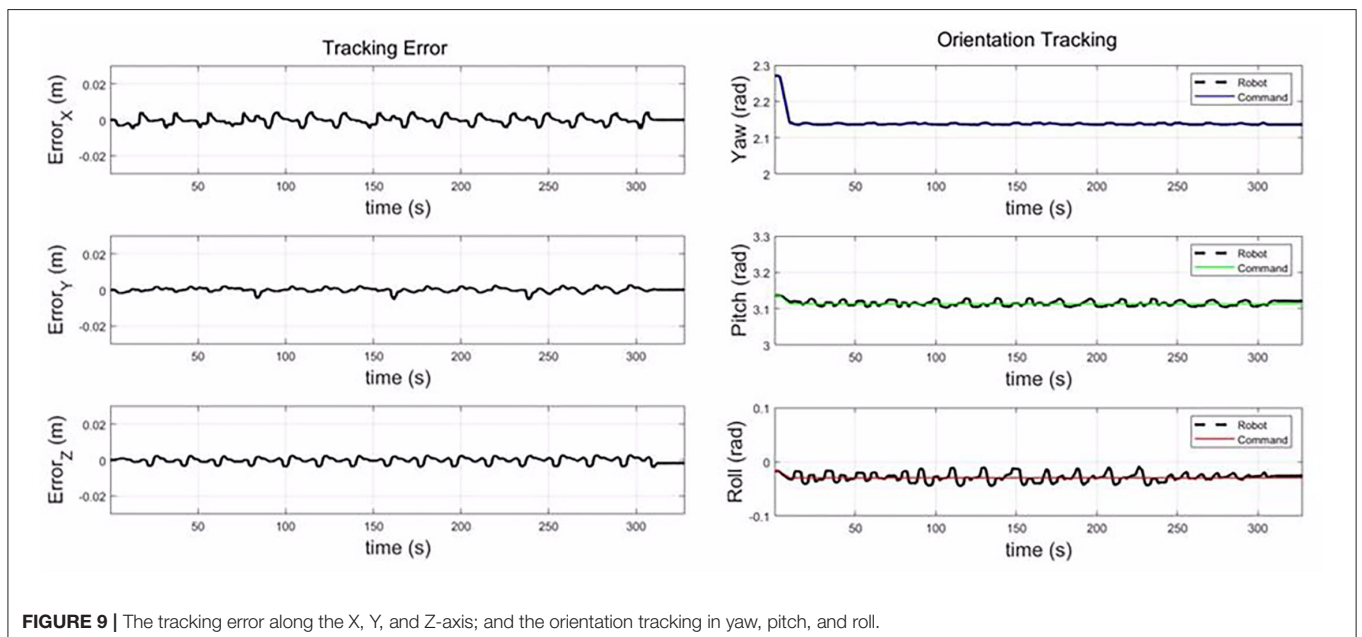 Tracking Error
0.02
0
-0.02
Error_X (m)
50 100 150 200 250 300
time (s)
0.02
0
-0.02
Error_Y (m)
50 100 150 200 250 300
time (s)
0.02
0
-0.02
Error_Z (m)
50 100 150 200 250 300
time (s)
Orientation Tracking
2.3
2.2
2.1
2
Yaw (rad)
Robot
Command
50 100 150 200 250 300
time (s)
3.3
3.2
3.1
3
Pitch (rad)
Robot
Command
50 100 150 200 250 300
time (s)
0.1
0
-0.1
Roll (rad)
Robot
Command
50 100 150 200 250 300
time (s)
FIGURE 9 | The tracking error along the X, Y, and Z-axis; and the orientation tracking in yaw, pitch, and roll.